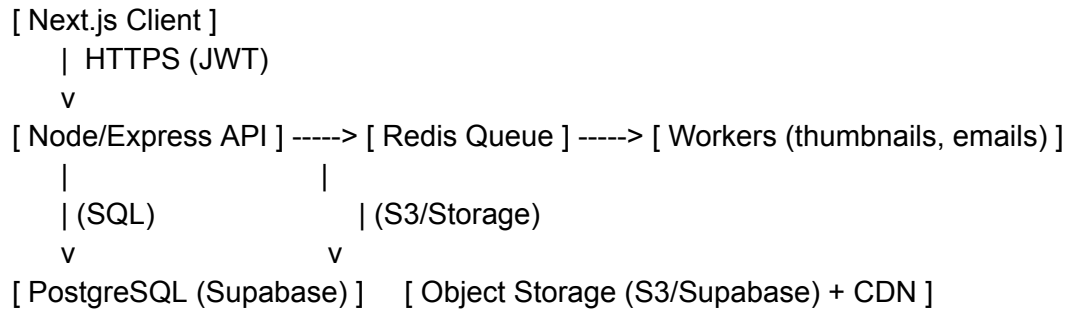 [ Next.js Client ]
| HTTPS (JWT)
v
[ Node/Express API ] -----> [ Redis Queue ] -----> [ Workers (thumbnails, emails) ]
| |
| (SQL) | (S3/Storage)
v v
[ PostgreSQL (Supabase) ] [ Object Storage (S3/Supabase) + CDN ]